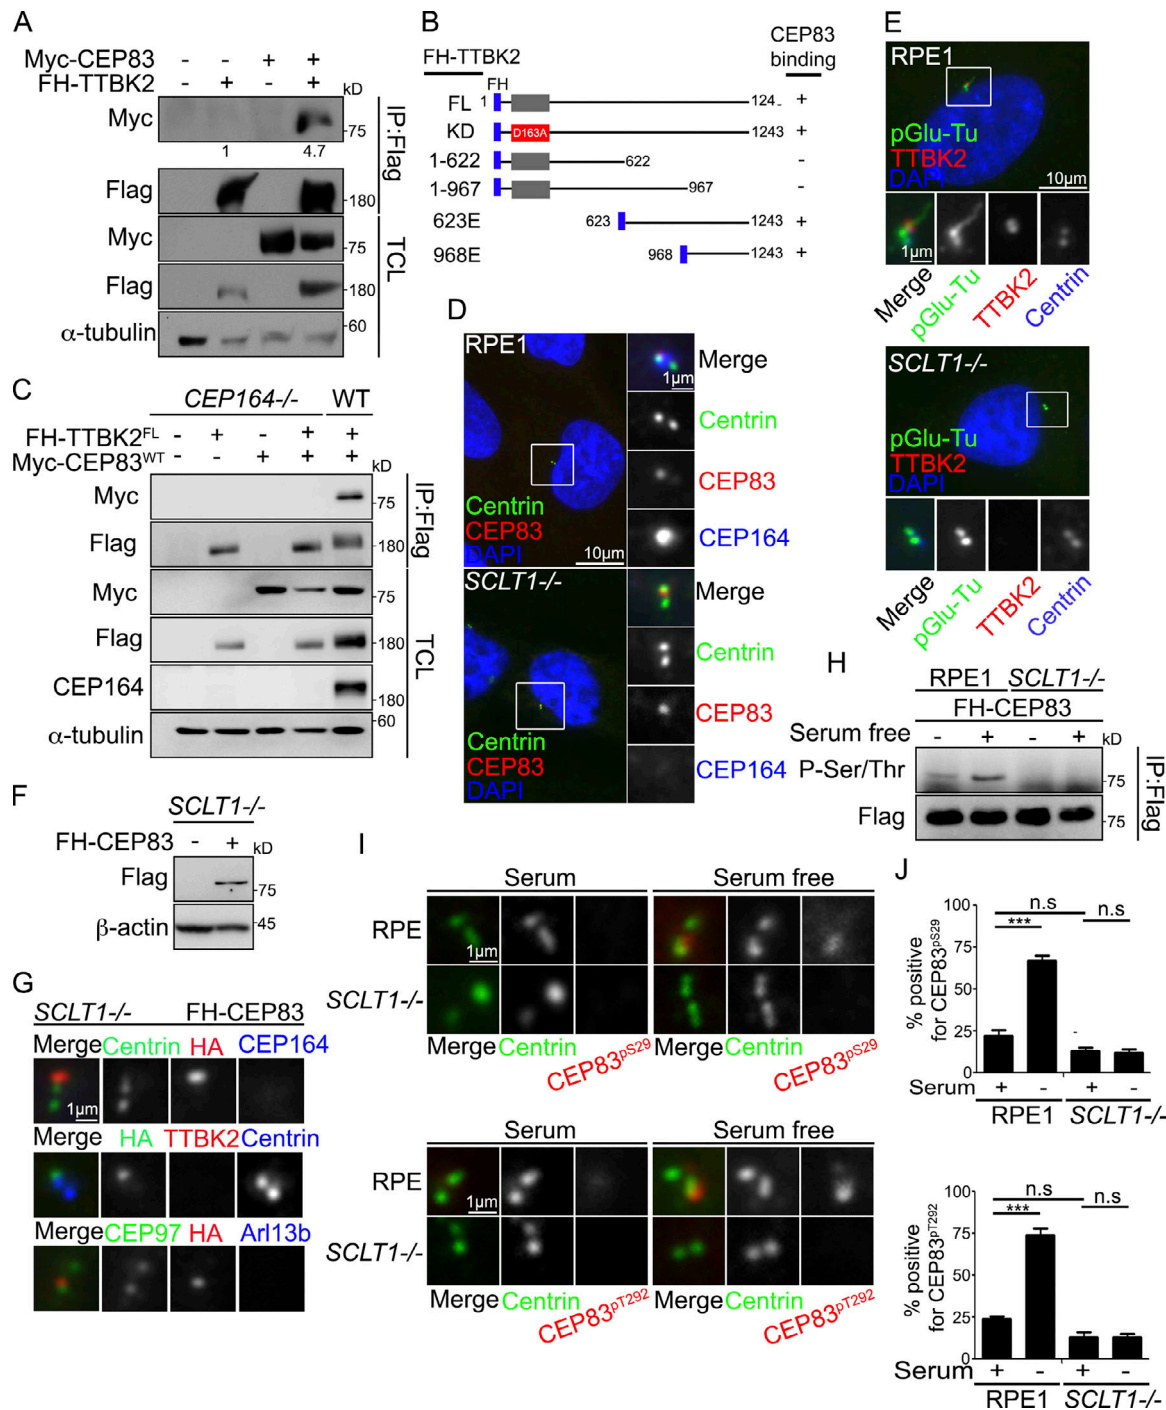 A
Myc-CEP83 - - + +
FH-TTBK2 - + - +
kD
Myc
75
1 4.7
Flag
180
IP:Flag
Myc
75
Flag
180
α-tubulin
60
TCL
B
FH-TTBK2
CEP83
binding
FH
FL 1 124 +
KD D163A 1243 +
1-622 622 -
1-967 967 -
623E 623 1243 +
968E 968 1243 +
C
CEP164-/- WT
FH-TTBK2FL - + - + +
Myc-CEP83WT - - + + +
kD
Myc
75
Flag
180
IP:Flag
Myc
75
Flag
180
CEP164
180
α-tubulin
60
TCL
D
RPE1
Centrin
CEP83
DAPI
10µm
1µm
Merge
Centrin
CEP83
CEP164
SCLT1-/-
Centrin
CEP83
DAPI
Merge
Centrin
CEP83
CEP164
E
RPE1
pGlu-Tu
TTBK2
DAPI
10µm
1µm
Merge
pGlu-Tu
TTBK2
Centrin
SCLT1-/-
pGlu-Tu
TTBK2
DAPI
Merge
pGlu-Tu
TTBK2
Centrin
F
SCLT1-/-
FH-CEP83 - +
kD
Flag
75
β-actin
45
G
SCLT1-/- FH-CEP83
Merge Centrin HA CEP164
1µm
Merge HA TTBK2 Centrin
Merge CEP97 HA Arl13b
H
RPE1 SCLT1-/-
FH-CEP83
Serum free - + - +
kD
P-Ser/Thr
75
Flag
75
IP:Flag
I
Serum Serum free
RPE
1µm
SCLT1-/-
Merge Centrin CEP83pS29 Merge Centrin CEP83pS29
Serum Serum free
RPE
1µm
SCLT1-/-
Merge Centrin CEP83pT292 Merge Centrin CEP83pT292
J
% positive
for CEP83pS29
100
75
50
25
0
n.s
***
n.s
Serum + - + -
RPE1 SCLT1-/-
% positive
for CEP83pT292
100
75
50
25
0
n.s
***
n.s
Serum + - + -
RPE1 SCLT1-/-